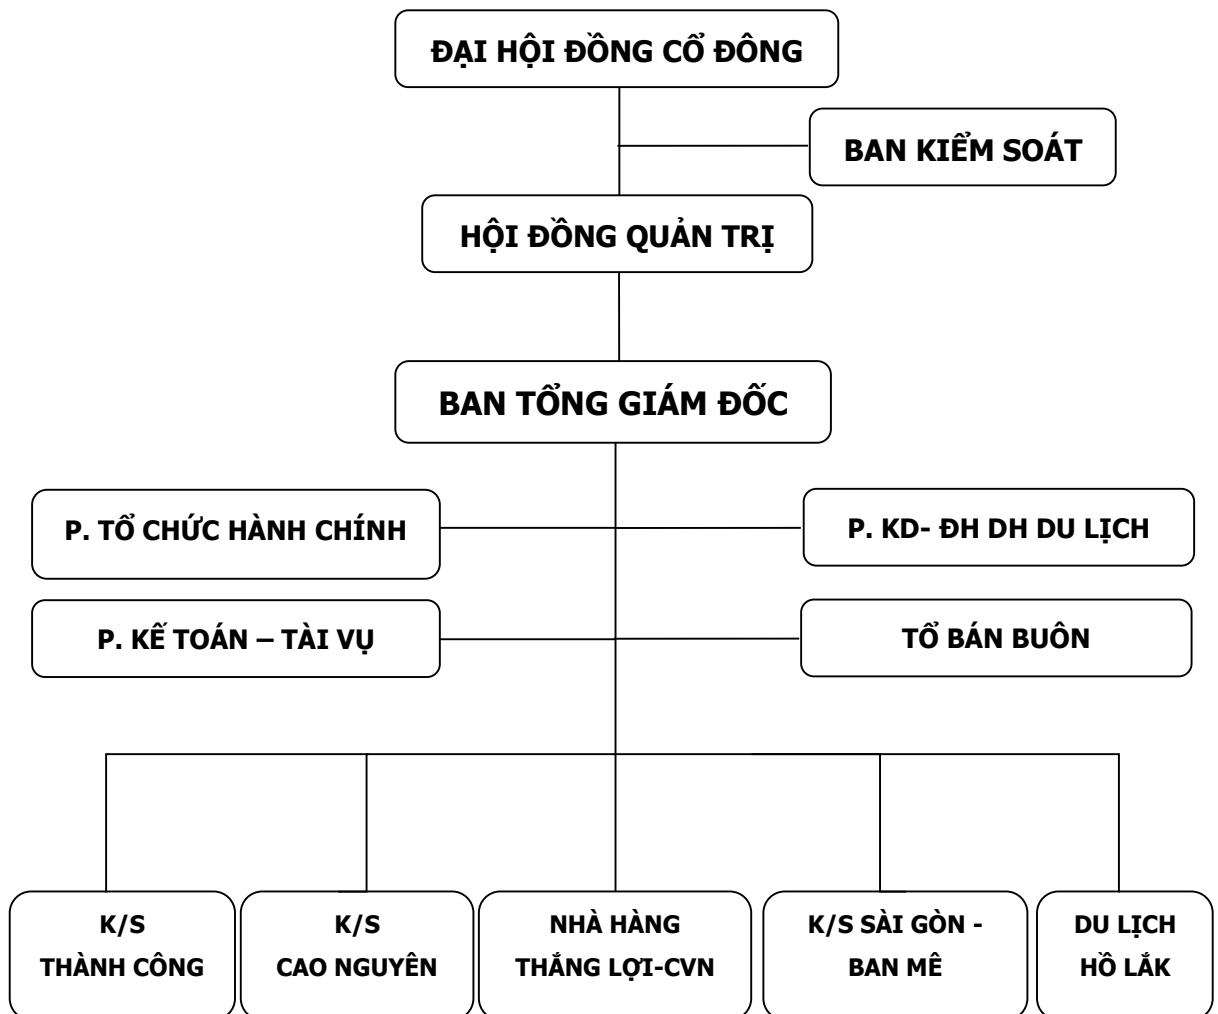 ĐẠI HỘI ĐỒNG CỔ ĐÔNG
BAN KIỂM SOÁT
HỘI ĐỒNG QUẢN TRỊ
BAN TỔNG GIÁM ĐỐC
P. TỔ CHỨC HÀNH CHÍNH
P. KD- ĐH DH DU LỊCH
P. KẾ TOÁN – TÀI VỤ
TỔ BÁN BUÔN
K/S
THÀNH CÔNG
K/S
CAO NGUYÊN
NHÀ HÀNG
THẮNG LỢI-CVN
K/S SÀI GÒN -
BAN MÊ
DU LỊCH
HỒ LẮK